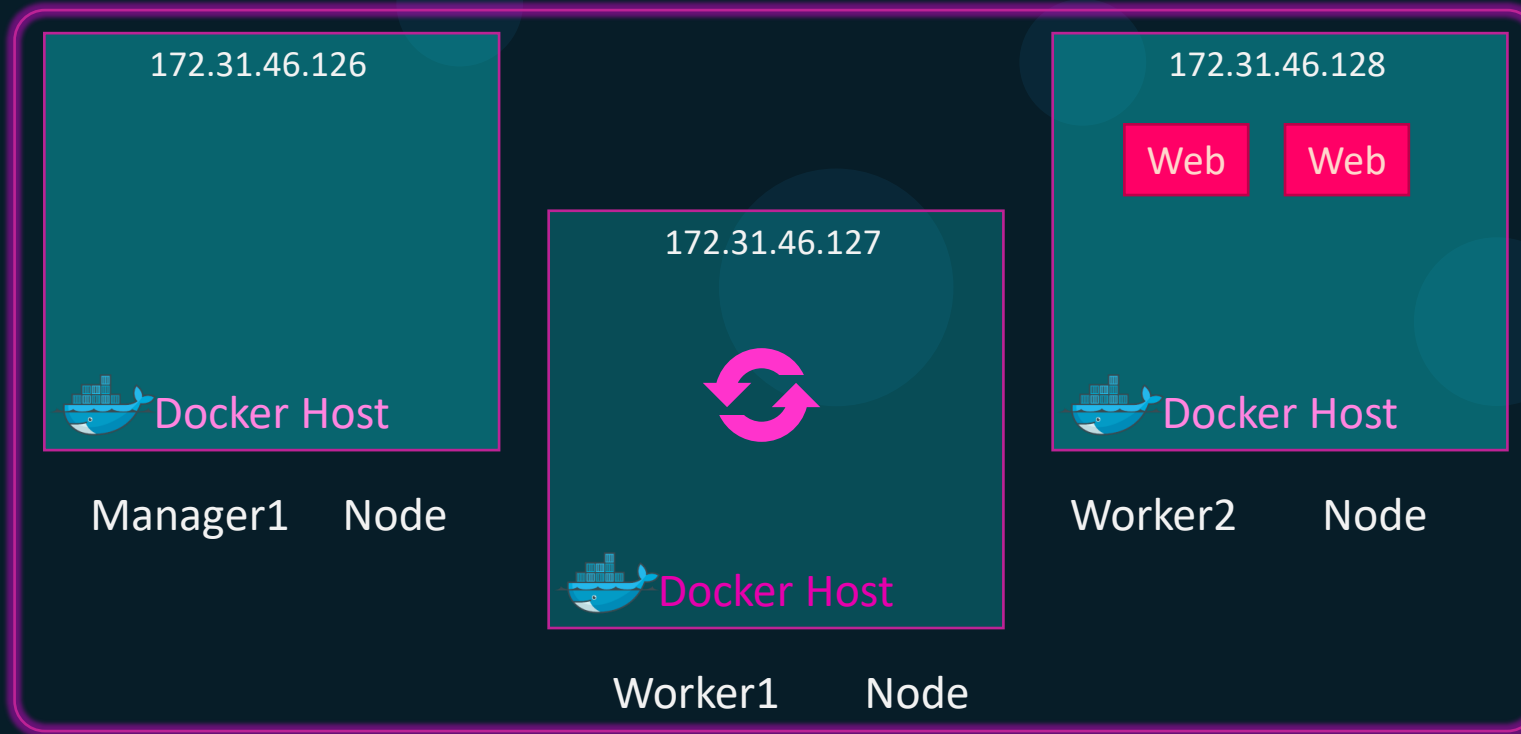 172.31.46.126
Docker Host
Manager1 Node
172.31.46.127
Docker Host
Worker1 Node
172.31.46.128
Web Web
Docker Host
Worker2 Node